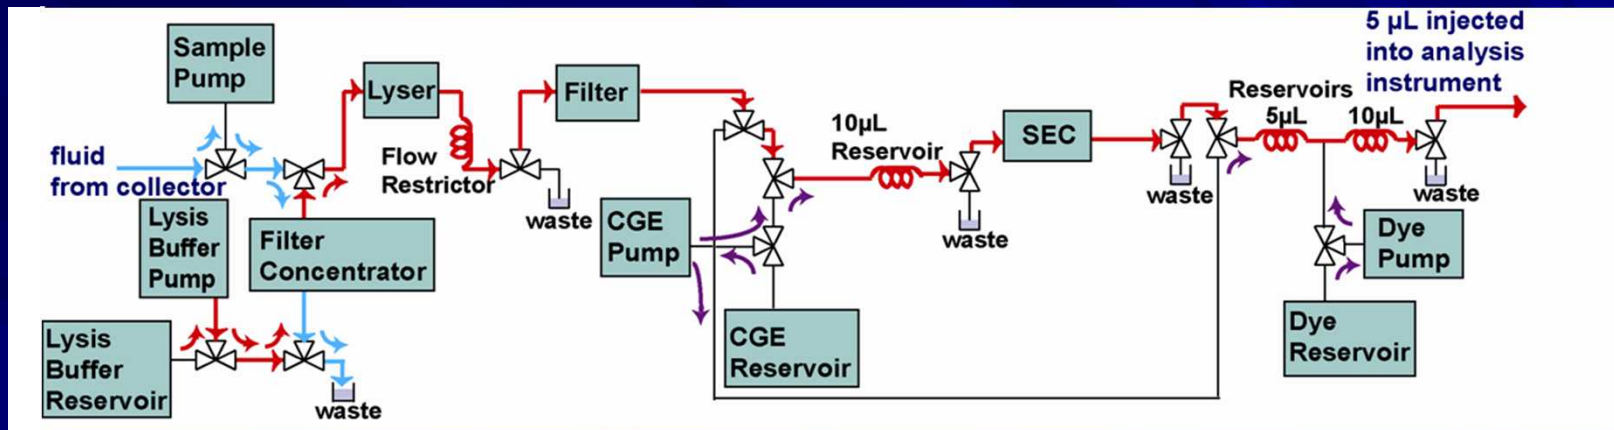 Sample
Pump
fluid
from collector
Lysis
Buffer
Pump
Filter
Concentrator
Lysis
Buffer
Reservoir
waste
Lyser
Flow
Restrictor
waste
Filter
CGE
Pump
CGE
Reservoir
10µL
Reservoir
waste
SEC
waste
Reservoirs
5µL
10µL
5 µL injected
into analysis
instrument
waste
Dye
Pump
Dye
Reservoir